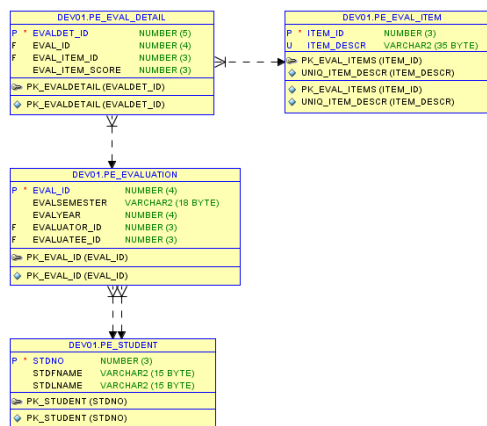 DEV01.PE_EVAL_DETAIL
P * EVALDET_ID NUMBER (5)
F EVAL_ID NUMBER (4)
F EVAL_ITEM_ID NUMBER (3)
EVAL_ITEM_SCORE NUMBER (3)
PK_EVALDETAIL (EVALDET_ID)
PK_EVALDETAIL (EVALDET_ID)
DEV01.PE_EVAL_ITEM
P * ITEM_ID NUMBER (3)
U ITEM_DESCR VARCHAR2 (35 BYTE)
PK_EVAL_ITEMS (ITEM_ID)
UNIQ_ITEM_DESCR (ITEM_DESCR)
PK_EVAL_ITEMS (ITEM_ID)
UNIQ_ITEM_DESCR (ITEM_DESCR)
DEV01.PE_EVALUATION
P * EVAL_ID NUMBER (4)
EVALSEMESTER VARCHAR2 (18 BYTE)
EVALYEAR NUMBER (4)
F EVALUATOR_ID NUMBER (3)
F EVALUATEE_ID NUMBER (3)
PK_EVAL_ID (EVAL_ID)
PK_EVAL_ID (EVAL_ID)
DEV01.PE_STUDENT
P * STDNO NUMBER (3)
STDFNAME VARCHAR2 (15 BYTE)
STDLNAME VARCHAR2 (15 BYTE)
PK_STUDENT (STDNO)
PK_STUDENT (STDNO)